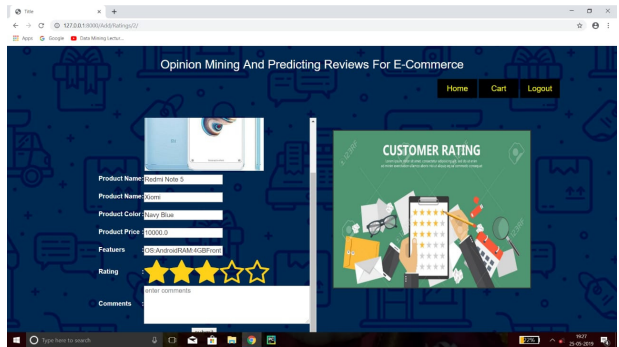 Title
127.0.0.1:8000/Add/Ratings/2/
Apps Google Data Mining Lectur...
Opinion Mining And Predicting Reviews For E-Commerce
Home Cart Logout
CUSTOMER RATING
Product Name: Redmi Note 5
Product Name: Xiomi
Product Color: Navy Blue
Product Price : 10000.0
Featuers : OS:AndroidRAM:4GBFront
Rating :
enter comments
Comments :
Type here to search
22%
19:27
25-05-2019